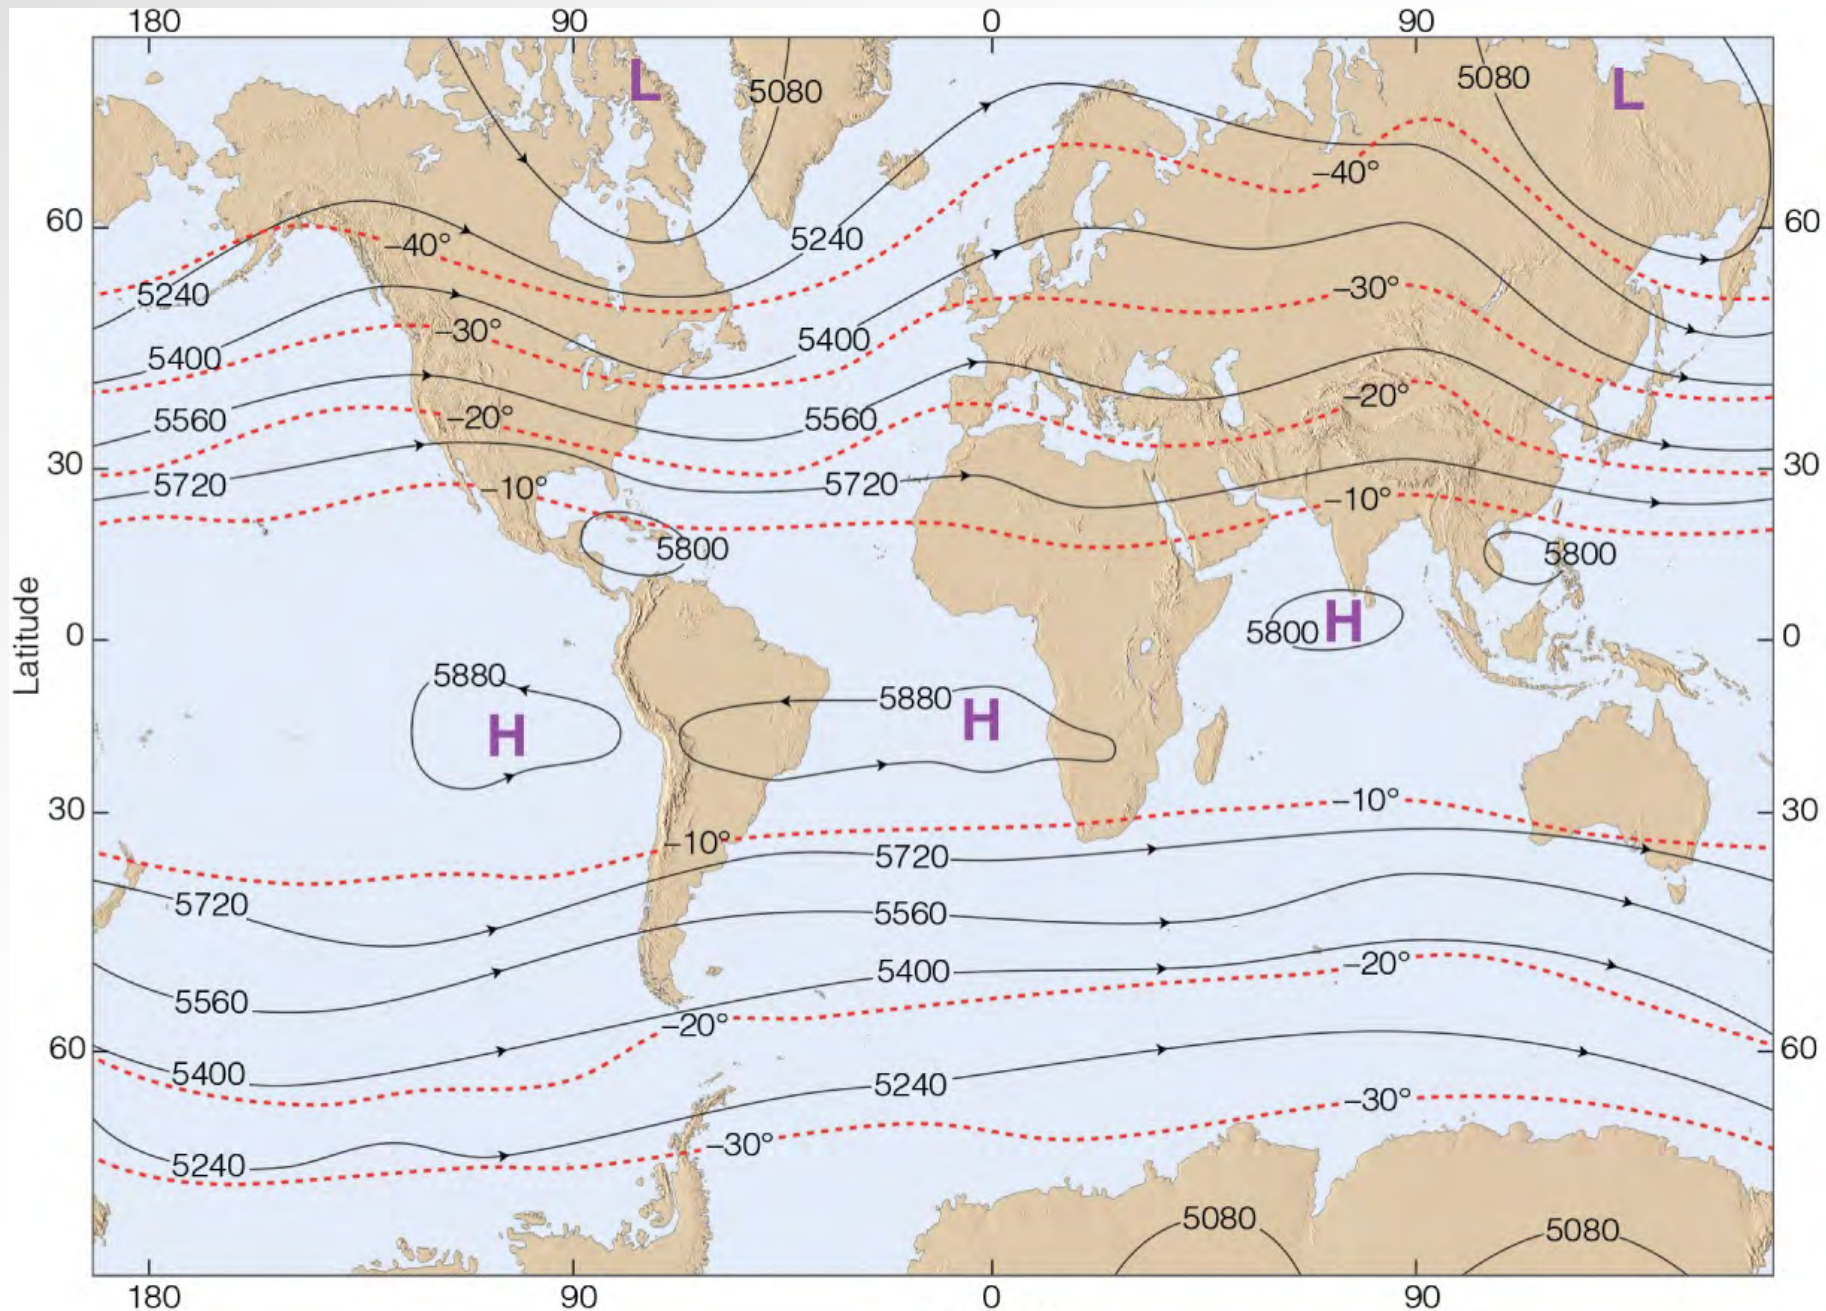 180 90 0 90
L L
5080 5080
–40°
60 60
5240 –40°
5240 –30°
–30° 5400
5400 –20°
5560 –20° 5560
30 30
5720 –10° 5720 –10°
5800 5800
Latitude
0 5800 H 0
5880 5880
H H
30 –10° 30
–10° 5720
5720 5560
–20°
5400
5560 –20°
60 60
5400 5240
–30°
5240 –30°
5080 5080
180 90 0 90